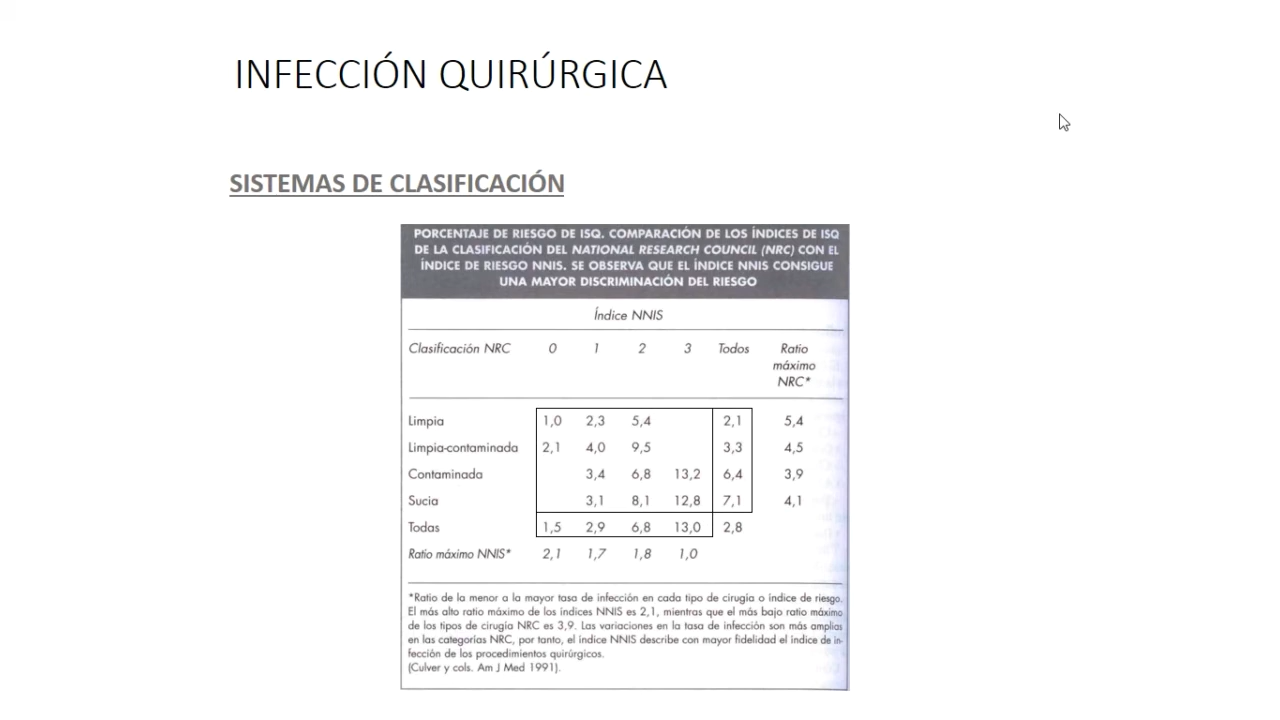 INFECCIÓN QUIRÚRGICA
SISTEMAS DE CLASIFICACIÓN
PORCENTAJE DE RIESGO DE ISQ. COMPARACIÓN DE LOS ÍNDICES DE ISQ
DE LA CLASIFICACIÓN DEL NATIONAL RESEARCH COUNCIL (NRC) CON EL
ÍNDICE DE RIESGO NNIS. SE OBSERVA QUE EL ÍNDICE NNIS CONSIGUE
UNA MAYOR DISCRIMINACIÓN DEL RIESGO
Índice NNIS
Clasificación NRC 0 1 2 3 Todos Ratio
máximo
NRC*
Limpia 1,0 2,3 5,4 2,1 5,4
Limpia-contaminada 2,1 4,0 9,5 3,3 4,5
Contaminada 3,4 6,8 13,2 6,4 3,9
Sucia 3,1 8,1 12,8 7,1 4,1
Todas 1,5 2,9 6,8 13,0 2,8
Ratio máximo NNIS* 2,1 1,7 1,8 1,0
*Ratio de la menor a la mayor tasa de infección en cada tipo de cirugía o índice de riesgo.
El más alto ratio máximo de los índices NNIS es 2,1, mientras que el más bajo ratio máximo
de los tipos de cirugía NRC es 3,9. Las variaciones en la tasa de infección son más amplias
en las categorías NRC, por tanto, el índice NNIS describe con mayor fidelidad el índice de in-
fección de los procedimientos quirúrgicos.
(Culver y cols. Am J Med 1991).